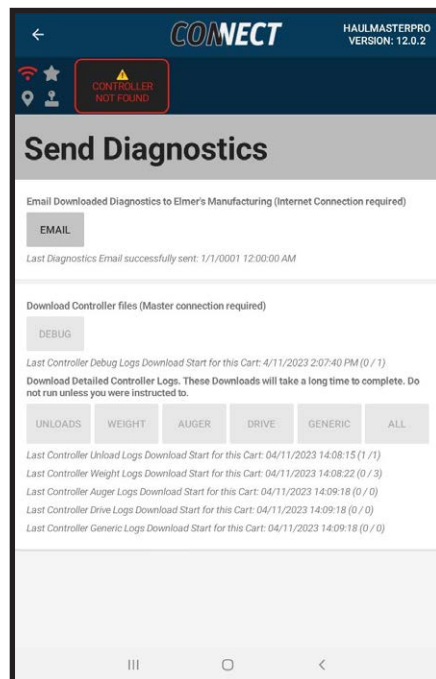 CONNECT
HAULMASTERPRO
VERSION: 12.0.2
CONTROLLER
NOT FOUND
Send Diagnostics
Email Downloaded Diagnostics to Elmer's Manufacturing (Internet Connection required)
EMAIL
Last Diagnostics Email successfully sent: 1/1/0001 12:00:00 AM
Download Controller files (Master connection required)
DEBUG
Last Controller Debug Logs Download Start for this Cart: 4/11/2023 2:07:40 PM (0 / 1)
Download Detailed Controller Logs. These Downloads will take a long time to complete. Do
not run unless you were instructed to.
UNLOADS WEIGHT AUGER DRIVE GENERIC ALL
Last Controller Unload Logs Download Start for this Cart: 04/11/2023 14:08:15 (1 /1)
Last Controller Weight Logs Download Start for this Cart: 04/11/2023 14:08:22 (0 / 3)
Last Controller Auger Logs Download Start for this Cart: 04/11/2023 14:09:18 (0 / 0)
Last Controller Drive Logs Download Start for this Cart: 04/11/2023 14:09:18 (0 / 0)
Last Controller Generic Logs Download Start for this Cart: 04/11/2023 14:09:18 (0 / 0)